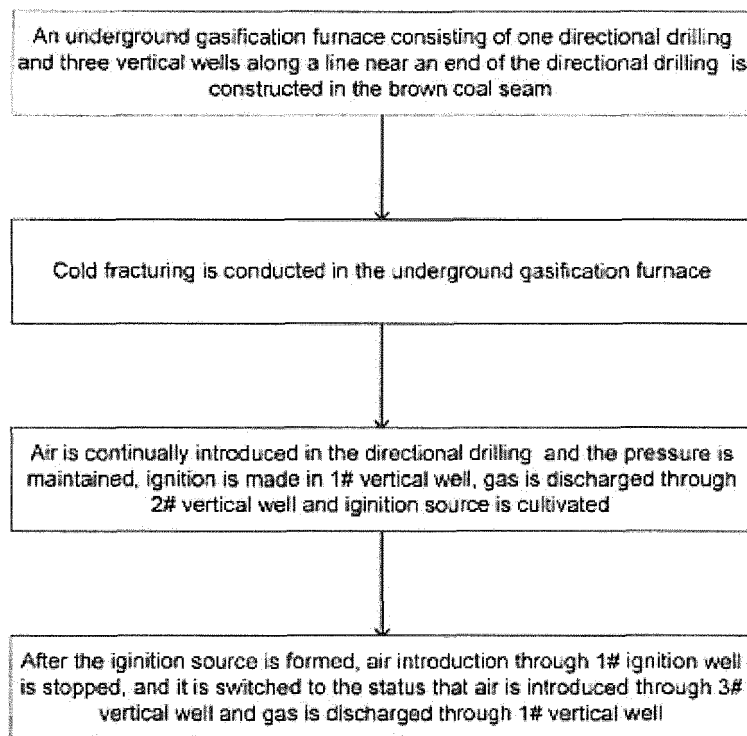 An underground gasification furnace consisting of one directional drilling
and three vertical wells along a line near an end of the directional drilling is
constructed in the brown coal seam
Cold fracturing is conducted in the underground gasification furnace
Air is continually introduced in the directional drilling and the pressure is
maintained, ignition is made in 1# vertical well, gas is discharged through
2# vertical well and iginition source is cultivated
After the iginition source is formed, air introduction through 1# ignition well
is stopped, and it is switched to the status that air is introduced through 3#
vertical well and gas is discharged through 1# vertical well